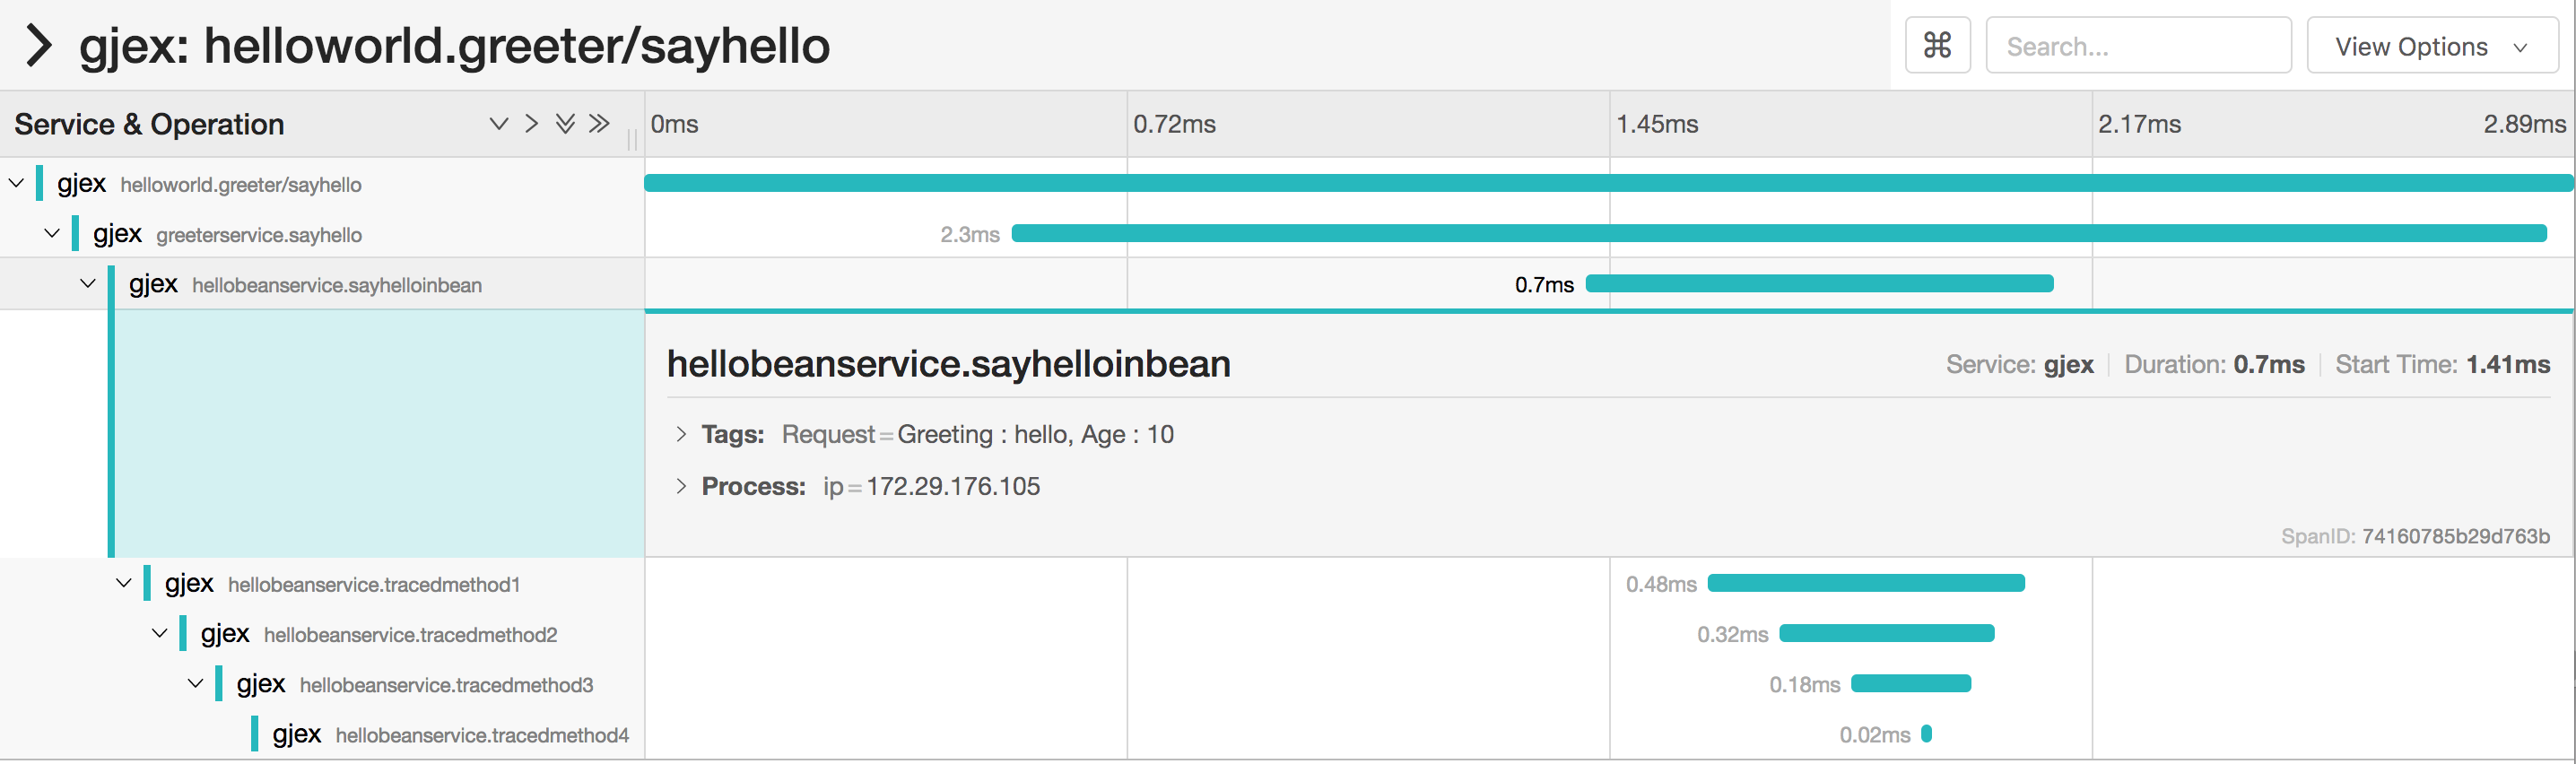 gjex: helloworld.greeter/sayhello ⌘ Search... View Options
Service & Operation 0ms 0.72ms 1.45ms 2.17ms 2.89ms
gjex helloworld.greeter/sayhello
gjex greeterservice.sayhello 2.3ms
gjex hellobeanservice.sayhelloinbean 0.7ms
hellobeanservice.sayhelloinbean Service: gjex Duration: 0.7ms Start Time: 1.41ms
Tags: Request = Greeting : hello, Age : 10
Process: ip = 172.29.176.105
SpanID: 74160785b29d763b
gjex hellobeanservice.tracedmethod1 0.48ms
gjex hellobeanservice.tracedmethod2 0.32ms
gjex hellobeanservice.tracedmethod3 0.18ms
gjex hellobeanservice.tracedmethod4 0.02ms